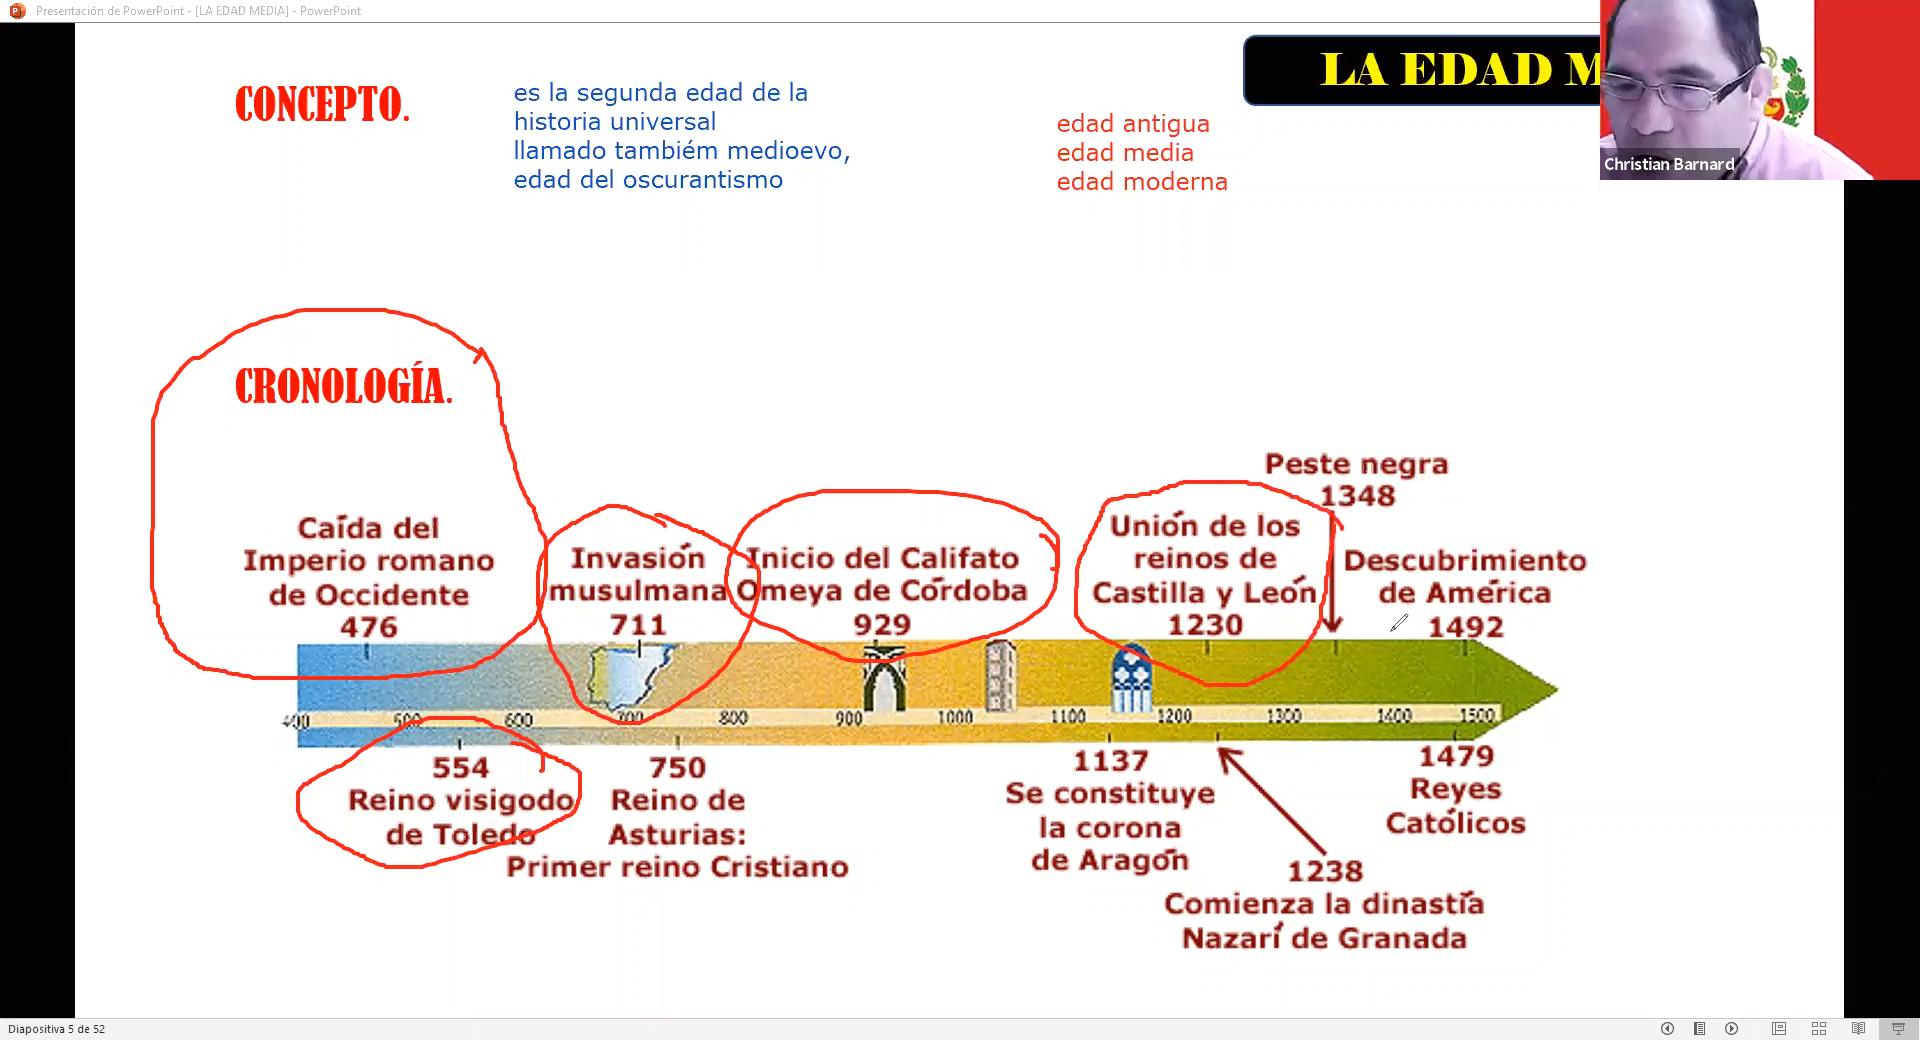 Presentación de PowerPoint - [LA EDAD MEDIA] - PowerPoint
LA EDAD M
CONCEPTO.
es la segunda edad de la
historia universal
llamado tambiém medioevo,
edad del oscurantismo
edad antigua
edad media
edad moderna
Christian Barnard
CRONOLOGÍA.
Peste negra
1348
Caída del
Imperio romano
de Occidente
476
Invasión
musulmana
711
Inicio del Califato
Omeya de Córdoba
929
Unión de los
reinos de
Castilla y León
1230
Descubrimiento
de América
1492
400 500 600 700 800 900 1000 1100 1200 1300 1400 1500
554
Reino visigodo
de Toledo
750
Reino de
Asturias:
Primer reino Cristiano
1137
Se constituye
la corona
de Aragón
1238
Comienza la dinastía
Nazarí de Granada
1479
Reyes
Católicos
Diapositiva 5 de 52